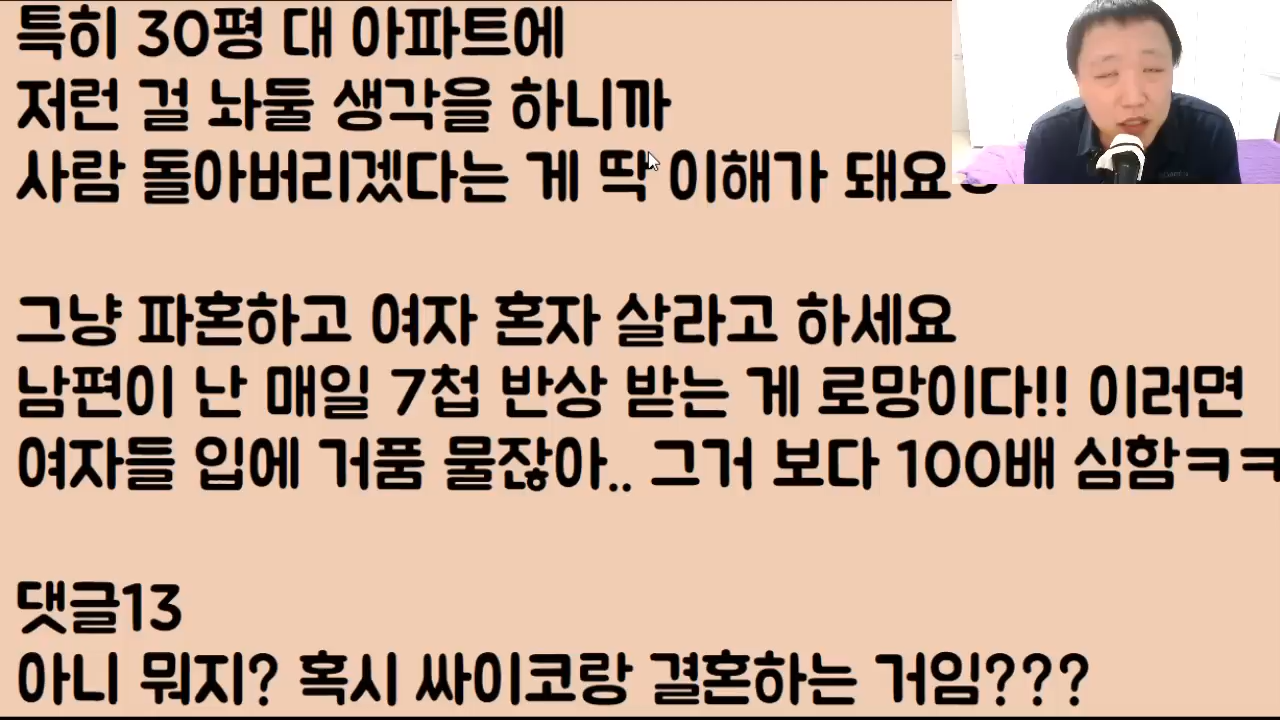 특히 30평 대 아파트에
저런 걸 놔둘 생각을 하니까
사람 돌아버리겠다는 게 딱 이해가 돼요
그냥 파혼하고 여자 혼자 살라고 하세요
남편이 난 매일 7첩 반상 받는 게 로망이다!! 이러면
여자들 입에 거품 물잖아.. 그거 보다 100배 심함ㅋㅋ
댓글13
아니 뭐지? 혹시 싸이코랑 결혼하는 거임???